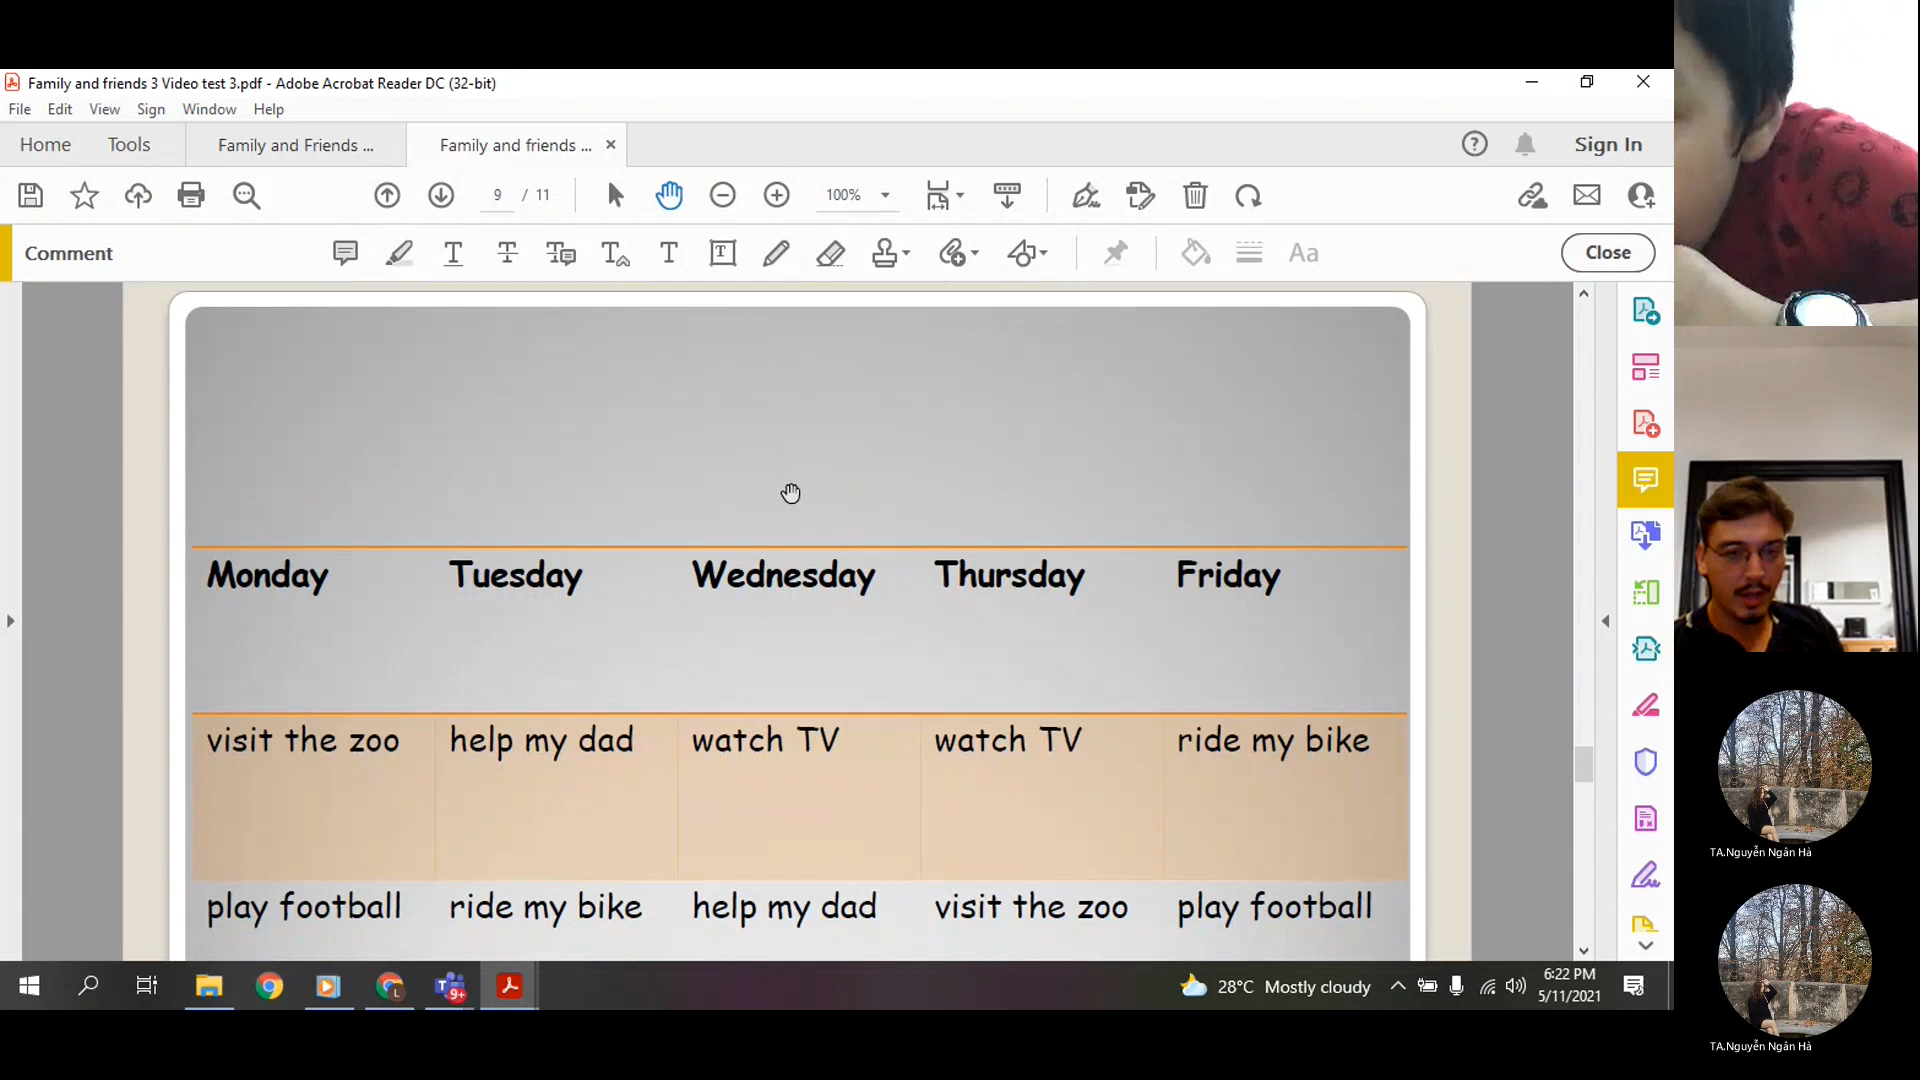 Family and friends 3 Video test 3.pdf - Adobe Acrobat Reader DC (32-bit)
File Edit View Sign Window Help
Home Tools Family and Friends ... Family and friends ... × Sign In
9 / 11 100%
Comment T T T T T Aa Close
Monday Tuesday Wednesday Thursday Friday
visit the zoo help my dad watch TV watch TV ride my bike
play football ride my bike help my dad visit the zoo play football
TA.Nguyễn Ngân Hà
TA.Nguyễn Ngân Hà
9+
L
28°C Mostly cloudy
6:22 PM
5/11/2021